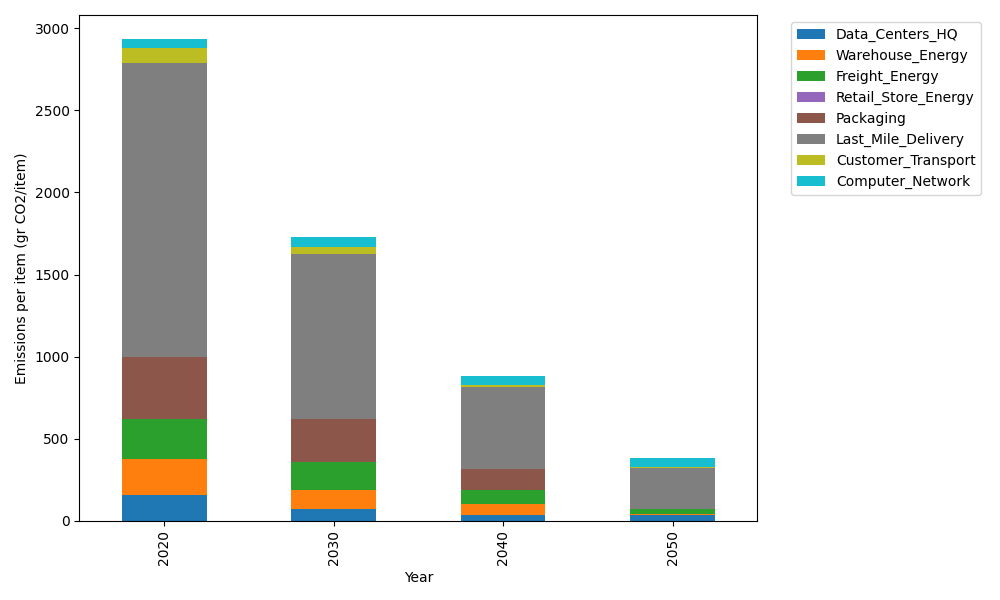 3000
2500
2000
1500
1000
500
0
Emissions per item (gr CO2/item)
2020
2030
2040
2050
Year
Data_Centers_HQ
Warehouse_Energy
Freight_Energy
Retail_Store_Energy
Packaging
Last_Mile_Delivery
Customer_Transport
Computer_Network